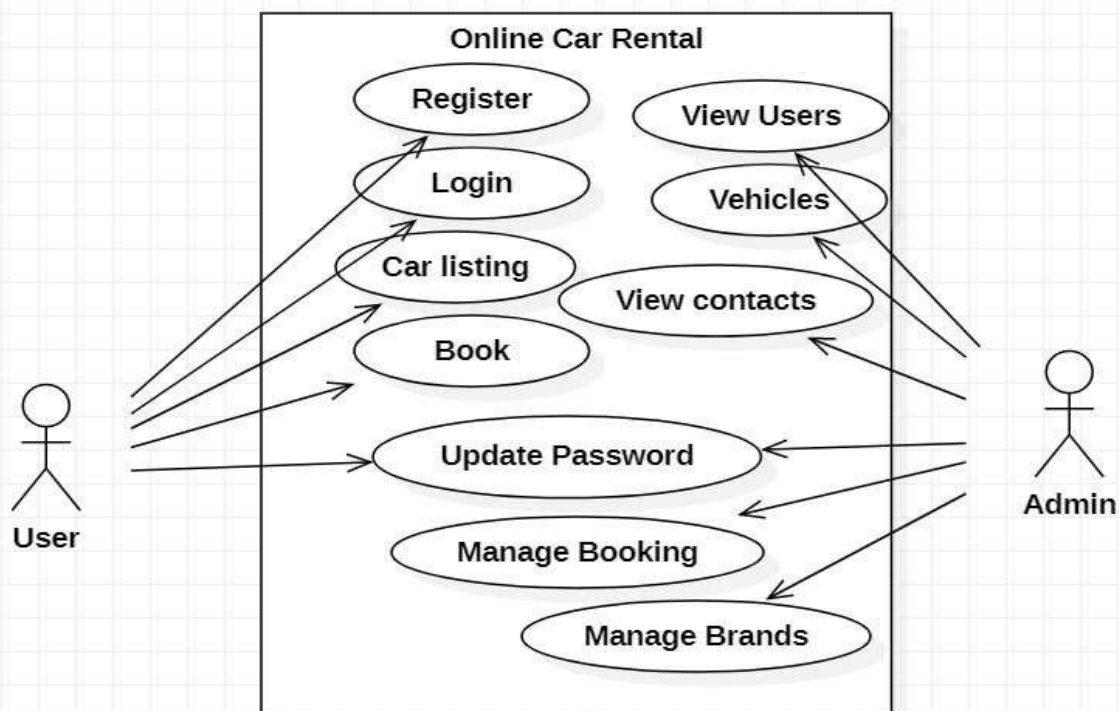 Online Car Rental
Register
View Users
Login
Vehicles
Car listing
View contacts
Book
Update Password
Manage Booking
Manage Brands
User
Admin